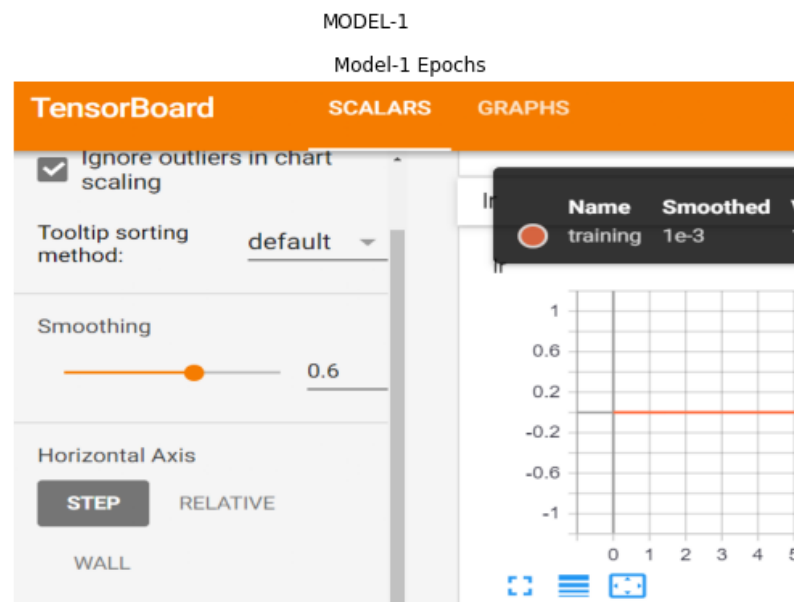 MODEL-1
Model-1 Epochs
TensorBoard SCALARS GRAPHS
Ignore outliers in chart
scaling
Tooltip sorting
method:
default
Smoothing
0.6
Horizontal Axis
STEP RELATIVE
WALL
Name Smoothed
training 1e-3
lr
1
0.6
0.2
-0.2
-0.6
-1
0 1 2 3 4 5